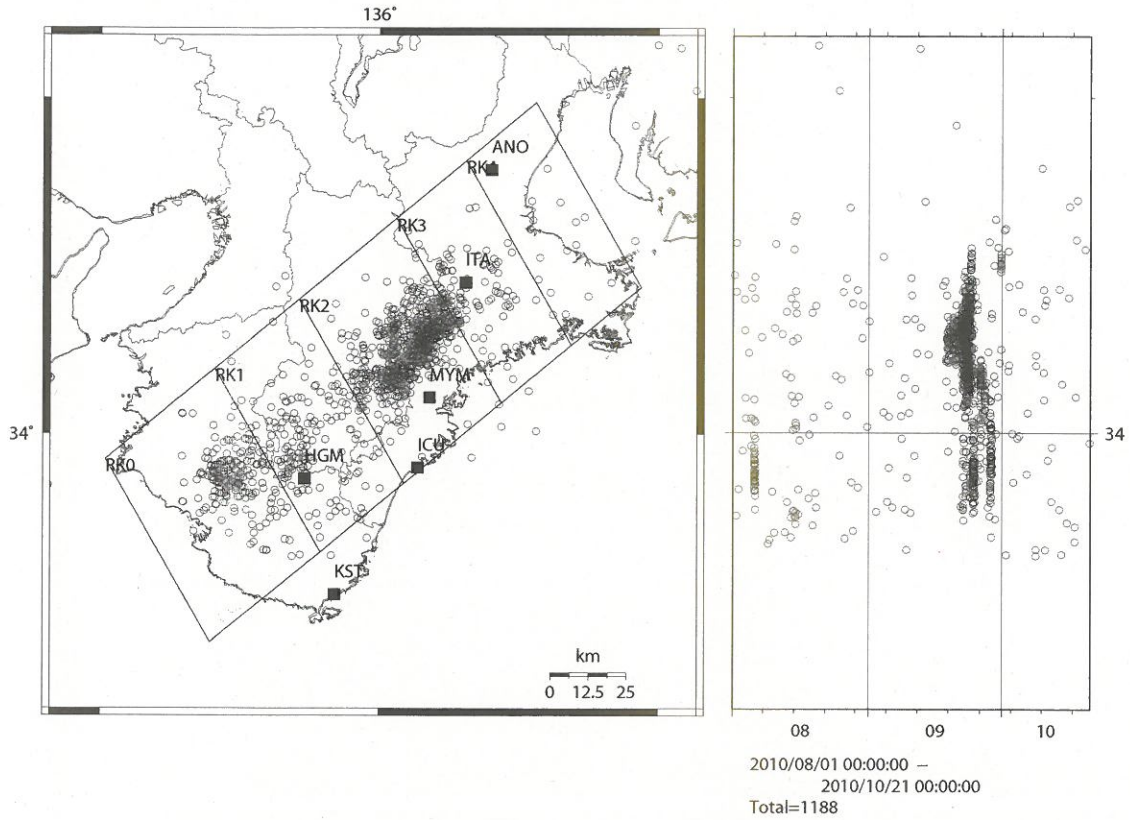 136°
ANO
RK4
RK3
ITA
RK2
MYM
RK1
34°
34
ICU
HGM
RK0
KST
km
0 12.5 25
08 09 10
2010/08/01 00:00:00 –
2010/10/21 00:00:00
Total=1188